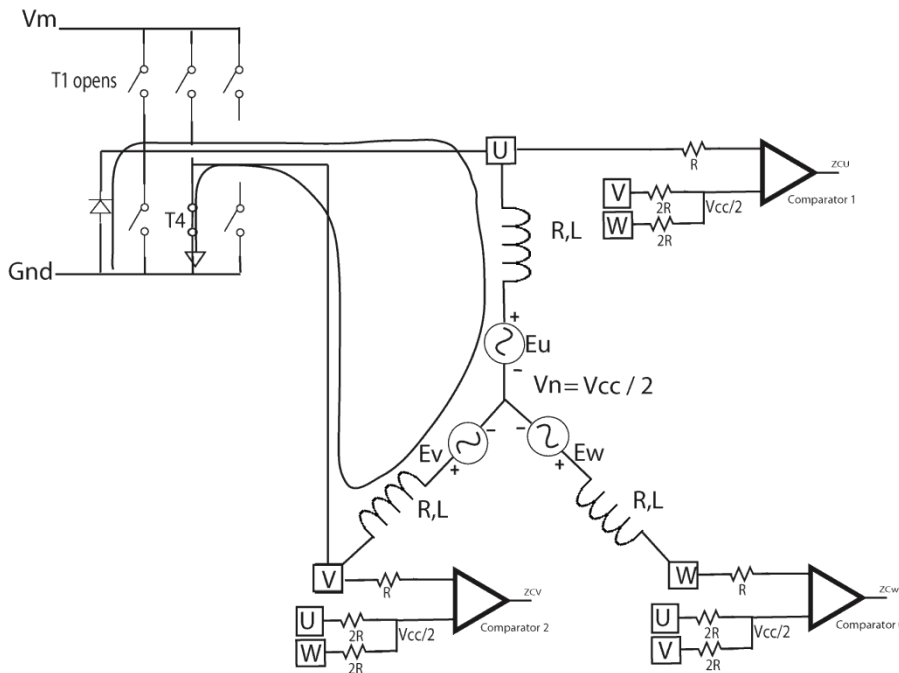 Vm
T1 opens
U
R
ZCU
V
2R
Vcc/2
W
2R
Comparator 1
T4
R,L
Gnd
+
Eu
-
Vn = Vcc / 2
-
-
Ev
Ew
+
+
R,L
R,L
V
R
ZCV
W
R
ZCw
U
2R
Vcc/2
Comparator 2
W
2R
U
2R
Vcc/2
V
2R
Comparator